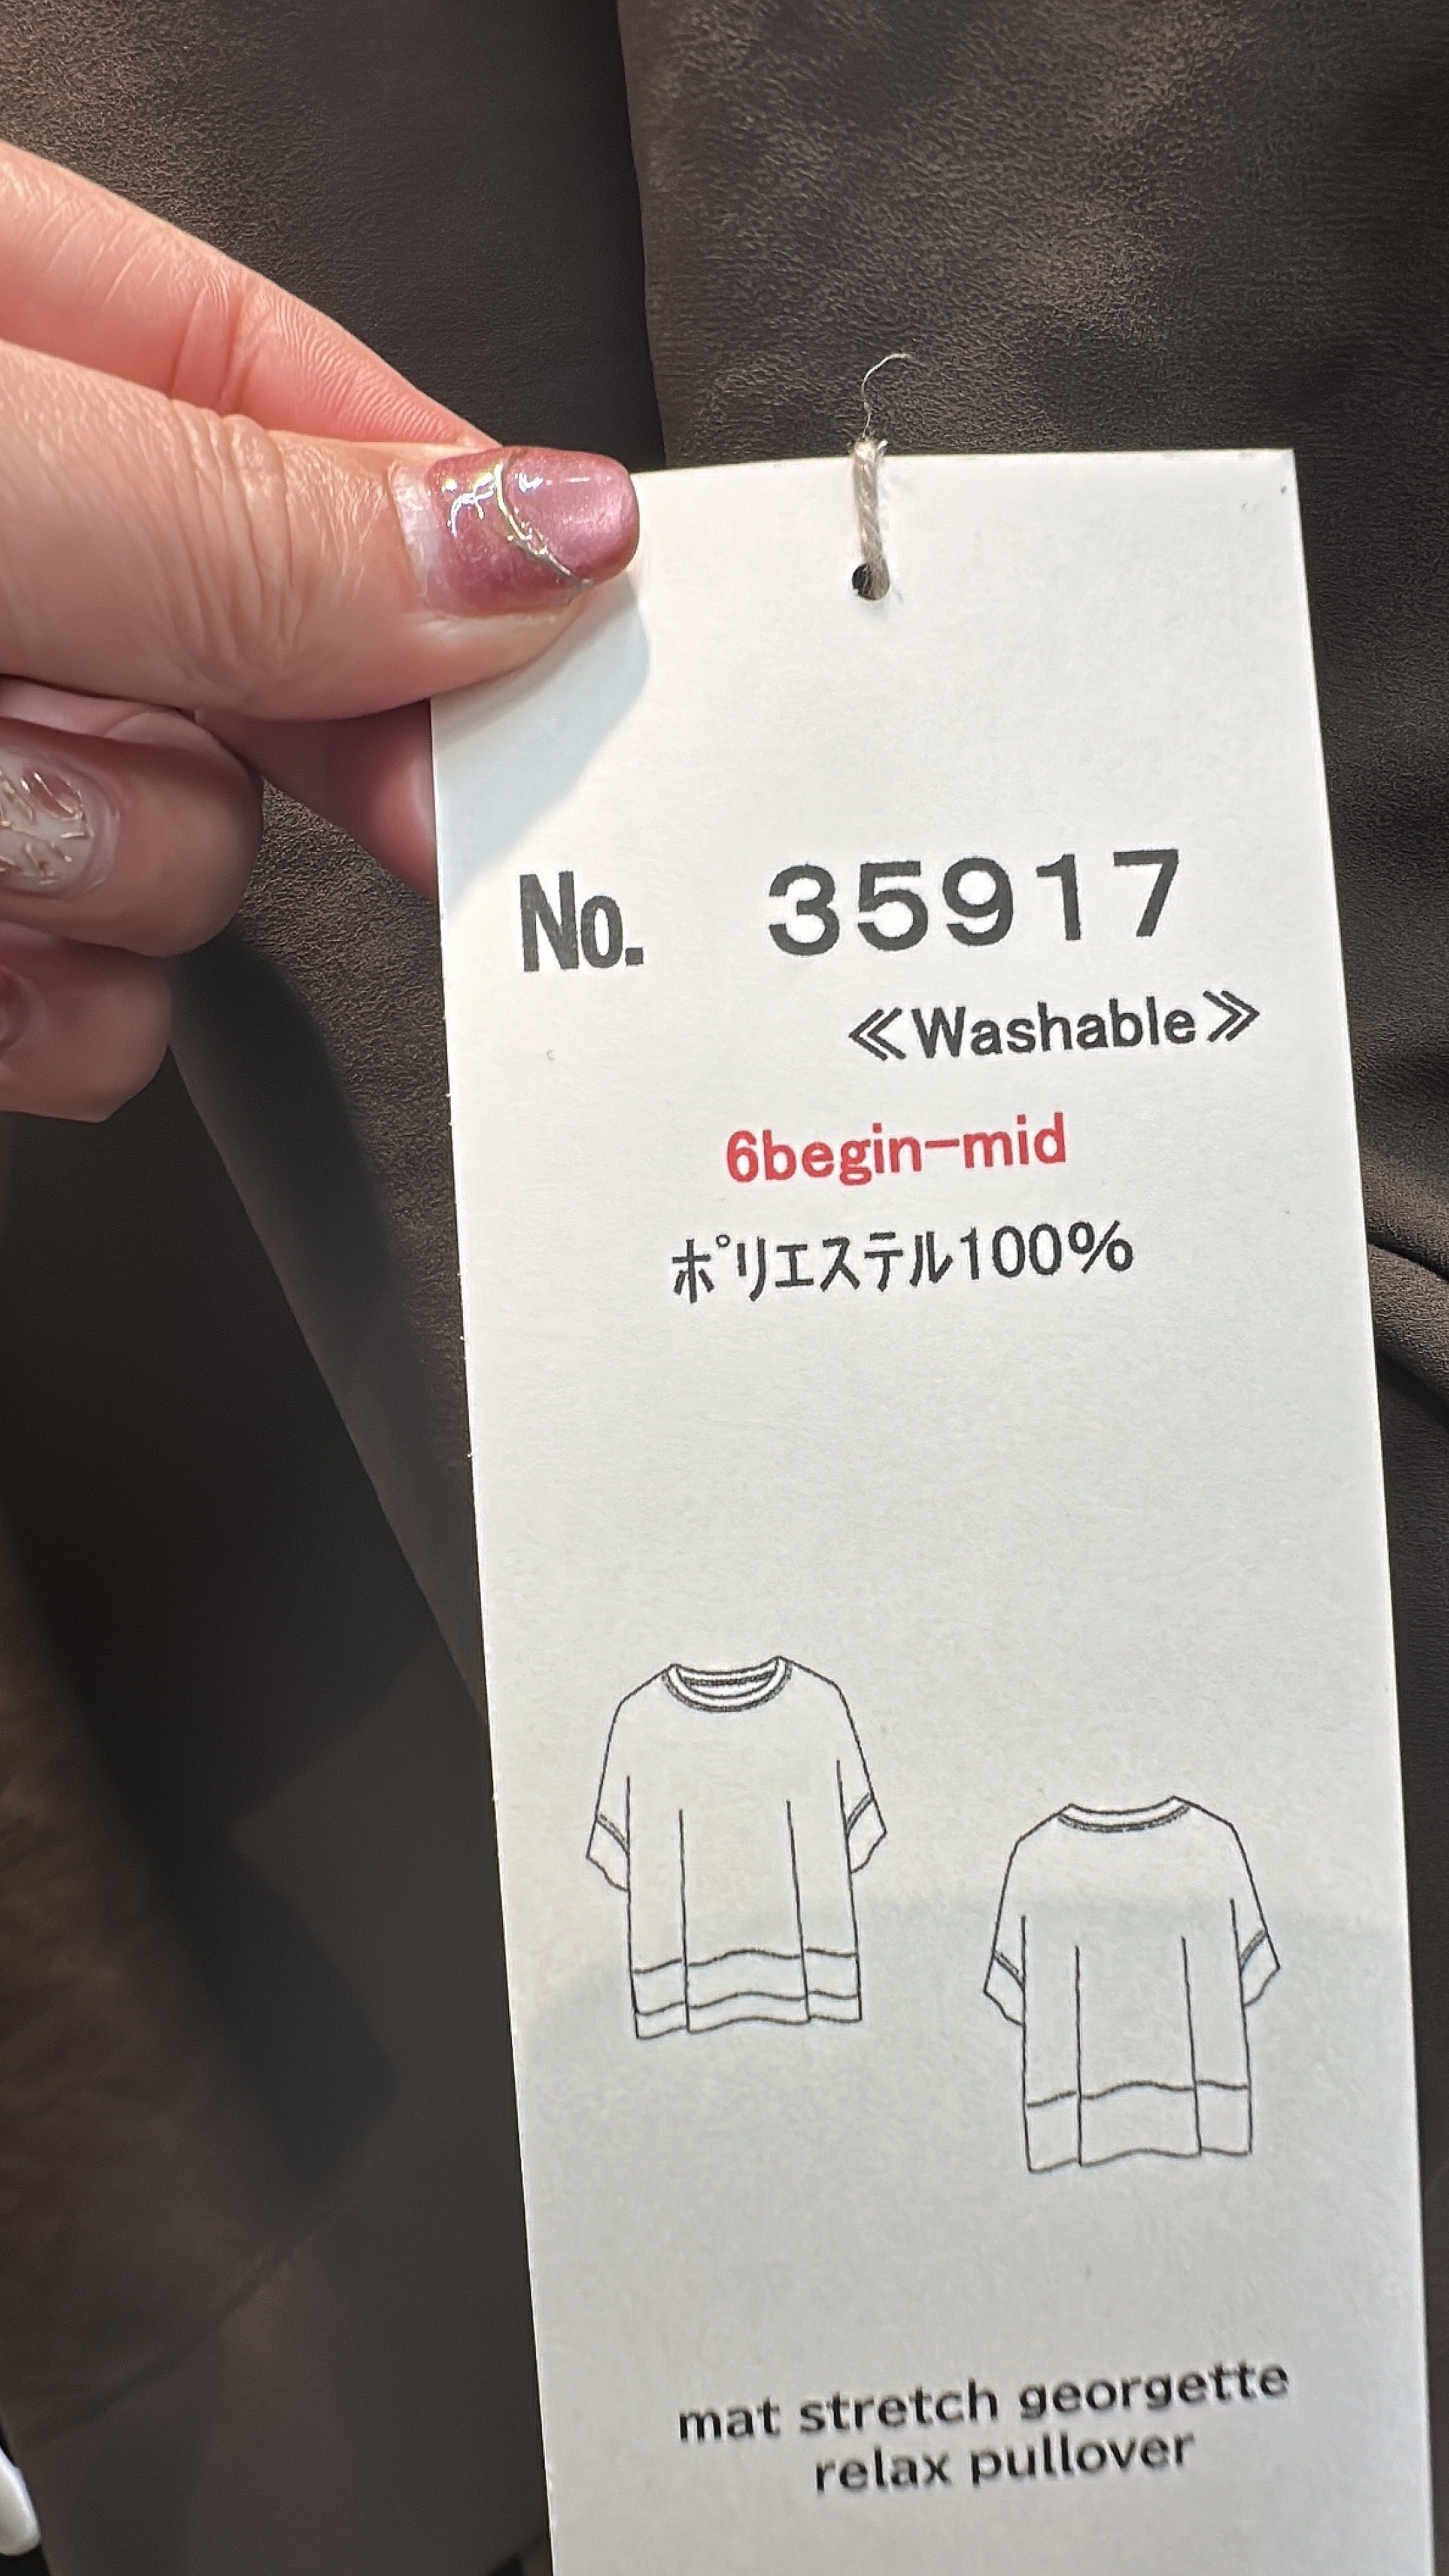 No. 35917
≪Washable≫
6begin-mid
ﾎﾟﾘｴｽﾃﾙ100%
mat stretch georgette
relax pullover